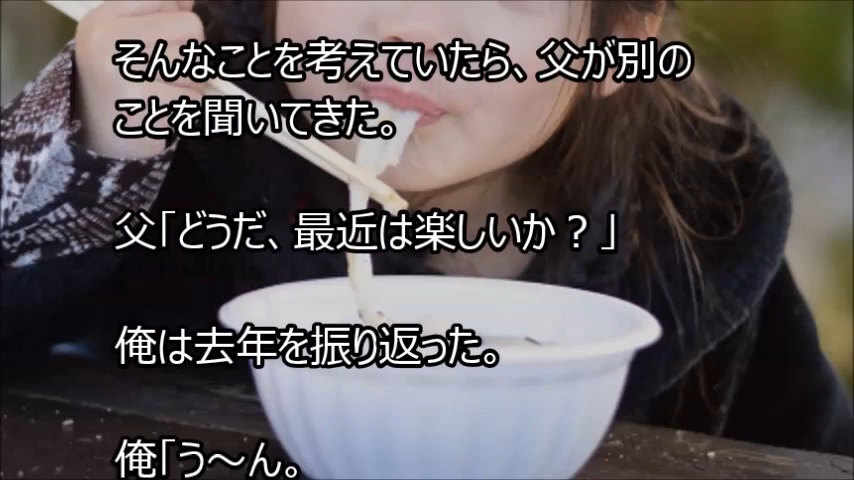 そんなことを考えていたら、父が別の
ことを聞いてきた。
父「どうだ、最近は楽しいか？」
俺は去年を振り返った。
俺「う～ん。